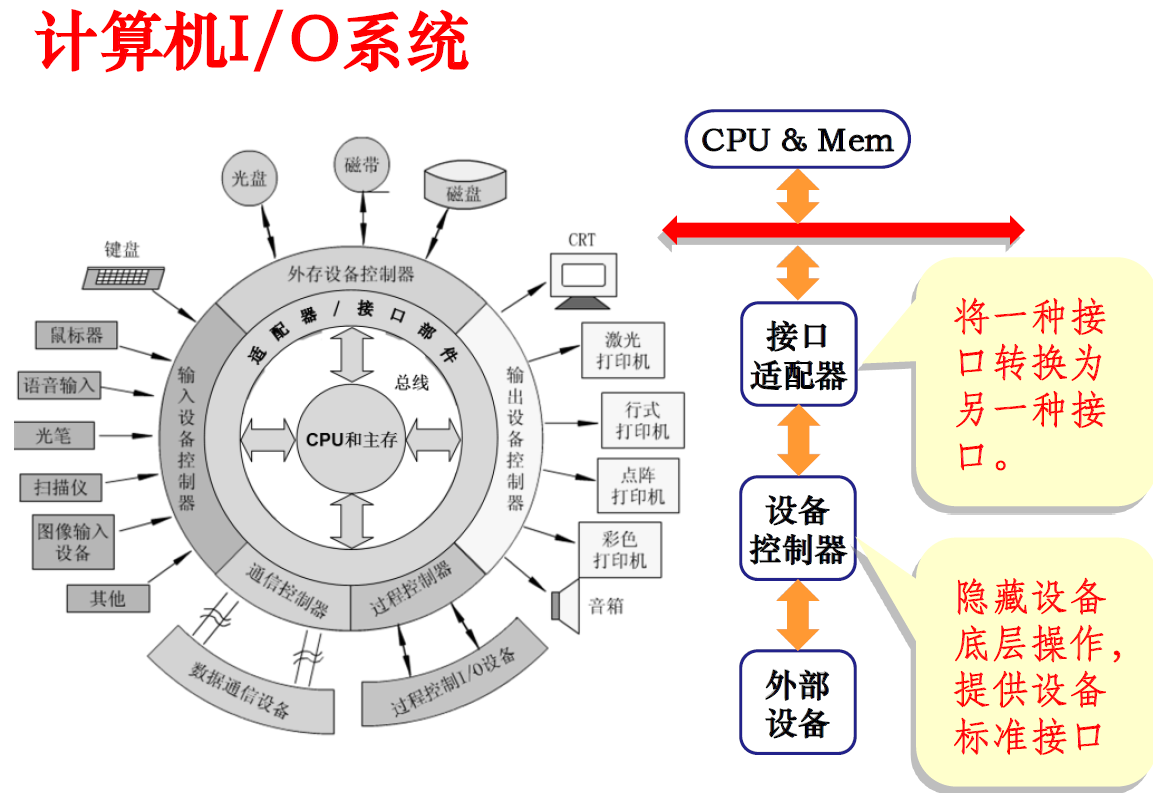 计算机I/O系统
光盘
磁带
磁盘
键盘
鼠标器
语音输入
光笔
扫描仪
图像输入
设备
其他
外存设备控制器
适配器/接口部件
输入设备控制器
总线
CPU和主存
输出设备控制器
通信控制器
过程控制器
数据通信设备
过程控制I/O设备
CRT
激光
打印机
行式
打印机
点阵
打印机
彩色
打印机
音箱
CPU & Mem
接口
适配器
将一种接
口转换为
另一种接
口。
设备
控制器
隐藏设备
底层操作，
提供设备
标准接口
外部
设备